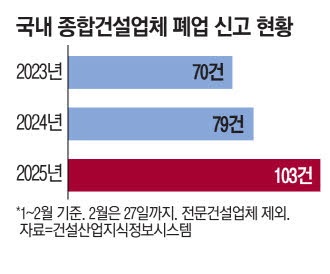 국내 종합건설업체 폐업 신고 현황
2023년 70건
2024년 79건
2025년 103건
*1~2월 기준. 2월은 27일까지. 전문건설업체 제외.
자료=건설산업지식정보시스템